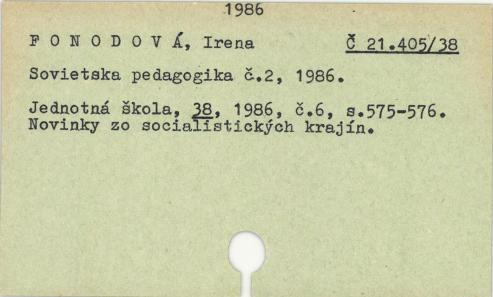 1986
F O N O D O V Á, Irena Č 21.405/38
Sovietska pedagogika č.2, 1986.
Jednotná škola, 38, 1986, č.6, s.575-576.
Novinky zo socialistických krajín.